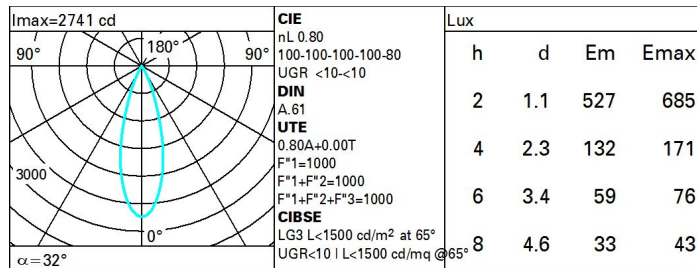 Imax=2741 cd
90° 180° 90°
3000
0°
α=32°
CIE
nL 0.80
100-100-100-100-80
UGR <10-<10
DIN
A.61
UTE
0.80A+0.00T
F"1=1000
F"1+F"2=1000
F"1+F"2+F"3=1000
CIBSE
LG3 L<1500 cd/m² at 65°
UGR<10 | L<1500 cd/mq @65°
Lux
h d Em Emax
2 1.1 527 685
4 2.3 132 171
6 3.4 59 76
8 4.6 33 43